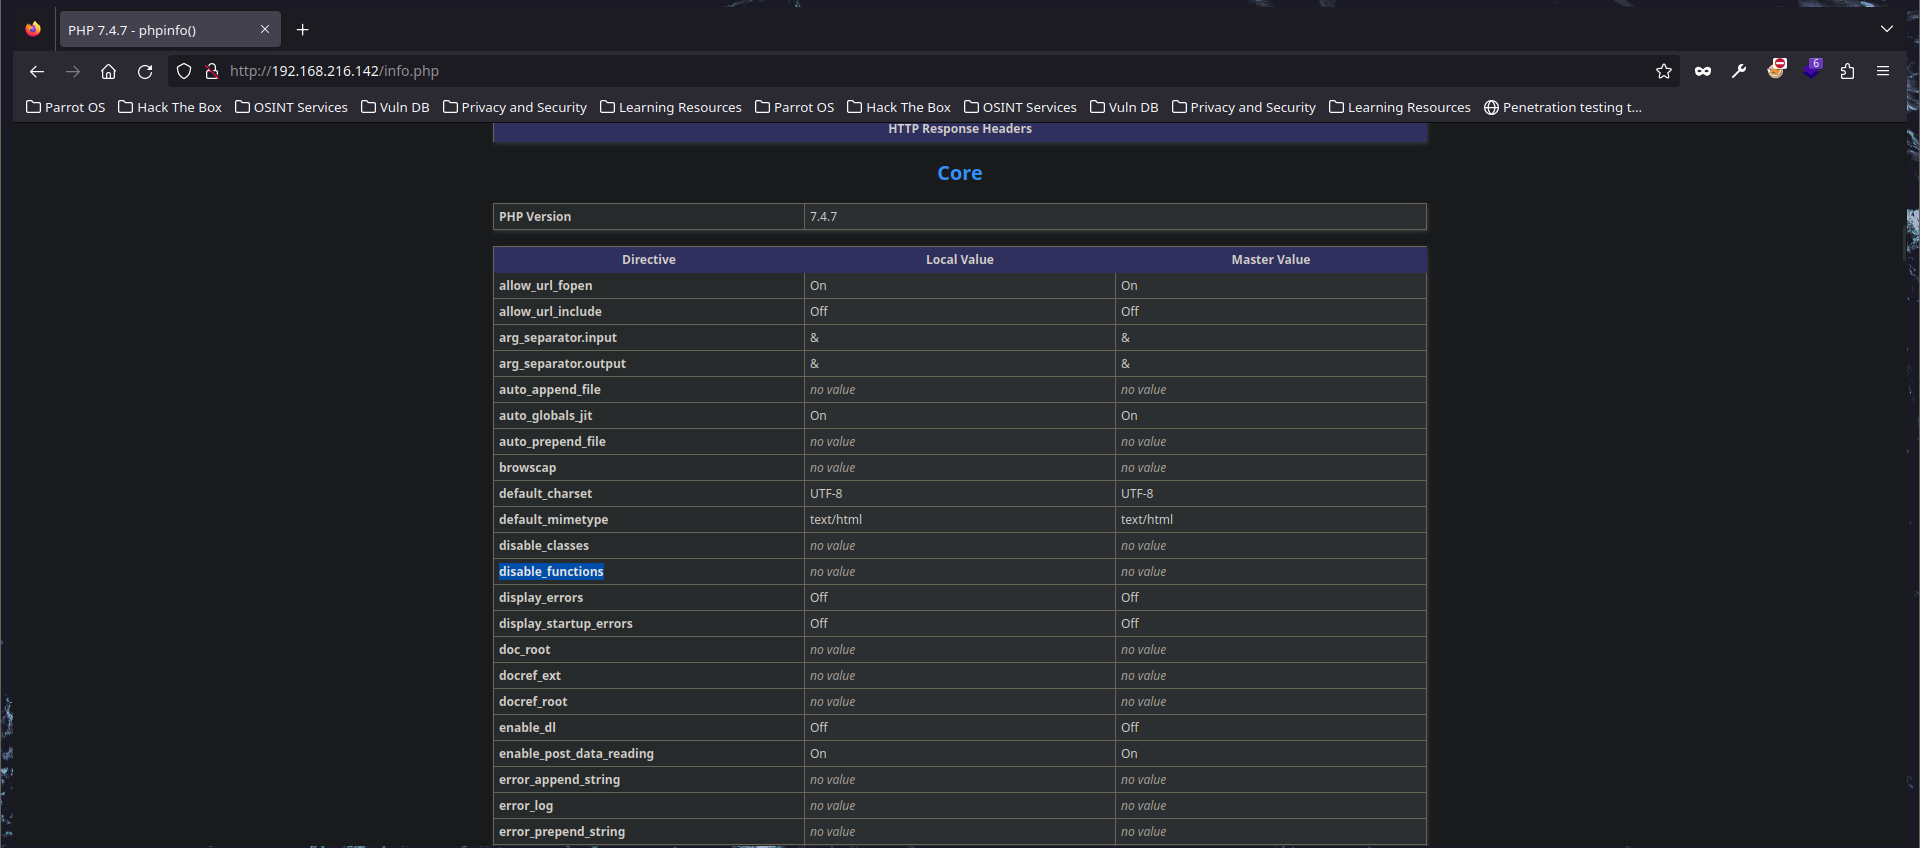 PHP 7.4.7 - phpinfo()
http://192.168.216.142/info.php
6
Parrot OS Hack The Box OSINT Services Vuln DB Privacy and Security Learning Resources Parrot OS Hack The Box OSINT Services Vuln DB Privacy and Security Learning Resources Penetration testing t...
HTTP Response Headers
Core
PHP Version 7.4.7
Directive Local Value Master Value
allow_url_fopen On On
allow_url_include Off Off
arg_separator.input & &
arg_separator.output & &
auto_append_file no value no value
auto_globals_jit On On
auto_prepend_file no value no value
browscap no value no value
default_charset UTF-8 UTF-8
default_mimetype text/html text/html
disable_classes no value no value
disable_functions no value no value
display_errors Off Off
display_startup_errors Off Off
doc_root no value no value
docref_ext no value no value
docref_root no value no value
enable_dl Off Off
enable_post_data_reading On On
error_append_string no value no value
error_log no value no value
error_prepend_string no value no value